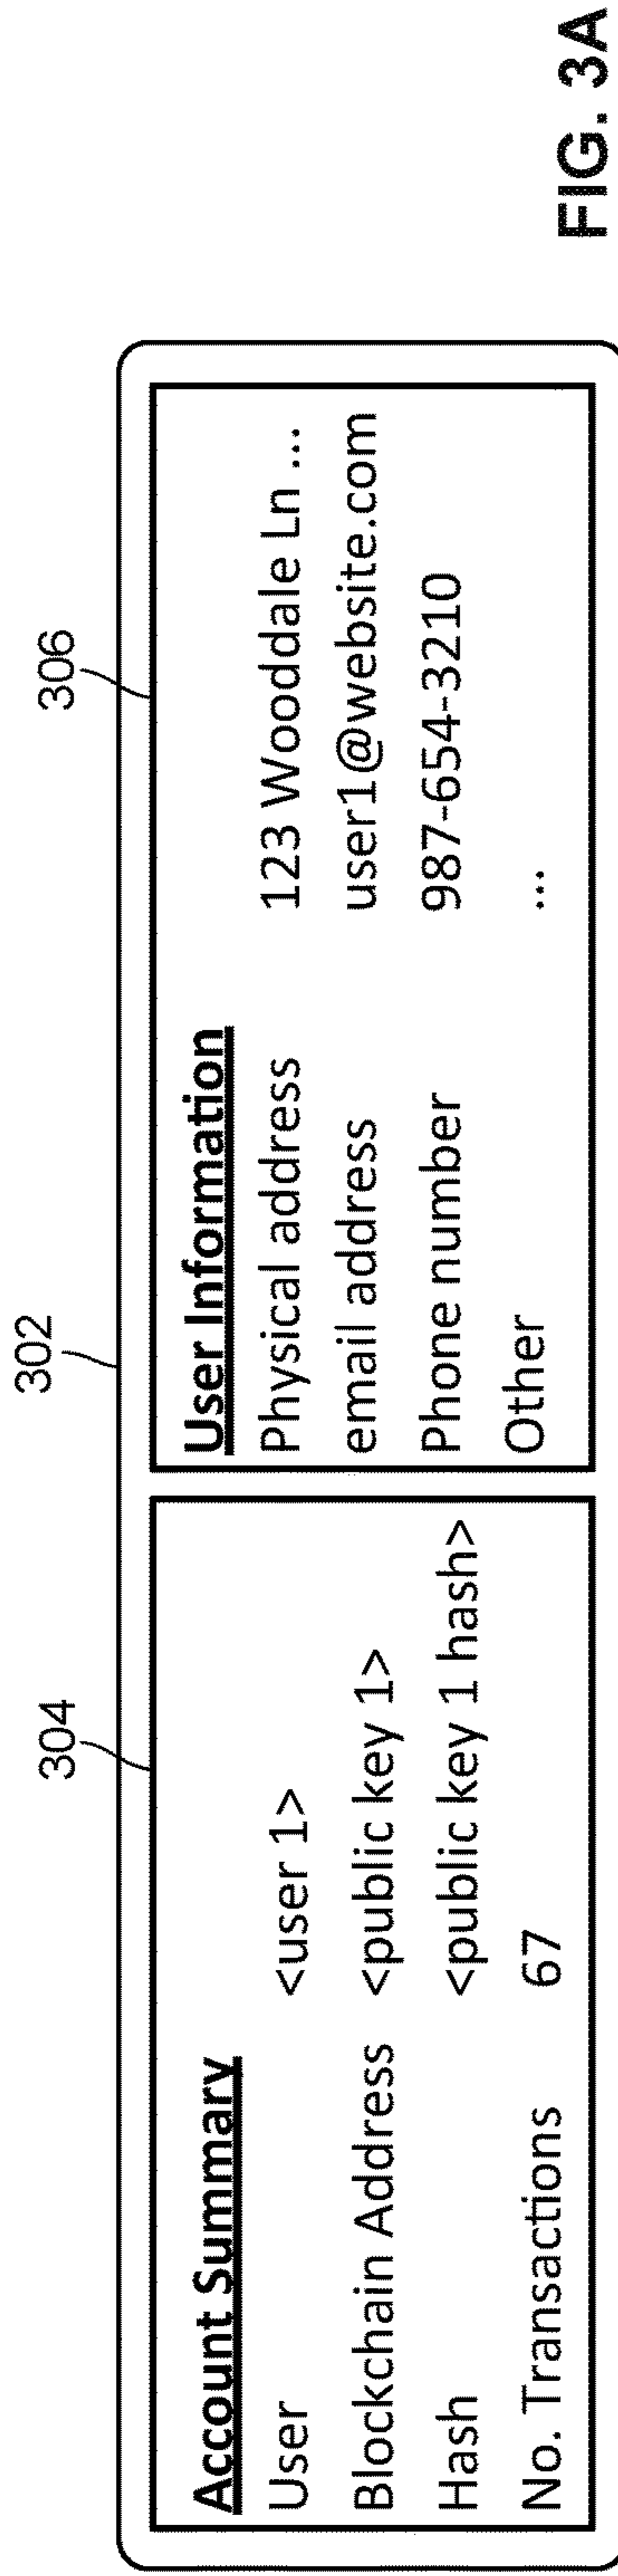 302
304
306
Account Summary
User <user 1>
Blockchain Address <public key 1>
Hash <public key 1 hash>
No. Transactions 67
User Information
Physical address 123 Wooddale Ln ...
email address user1@website.com
Phone number 987-654-3210
Other ...
FIG. 3A